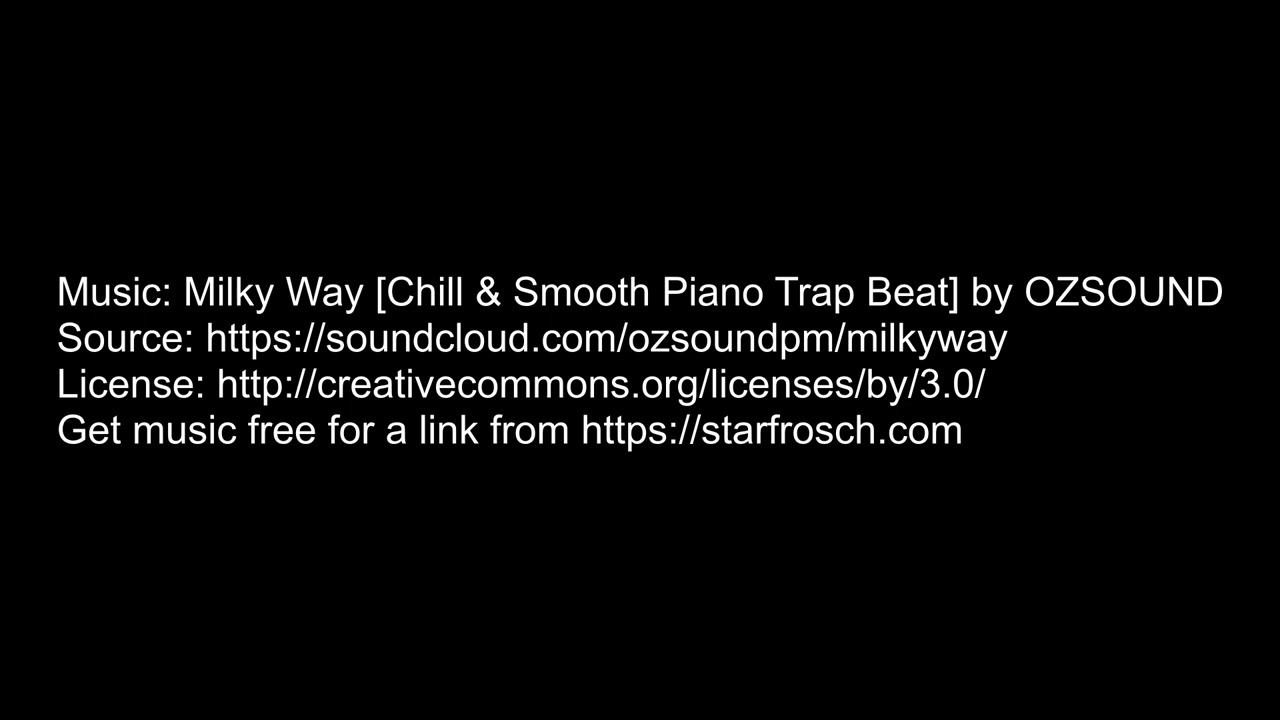 Music: Milky Way [Chill & Smooth Piano Trap Beat] by OZSOUND
Source: https://soundcloud.com/ozsoundpm/milkyway
License: http://creativecommons.org/licenses/by/3.0/
Get music free for a link from https://starfrosch.com